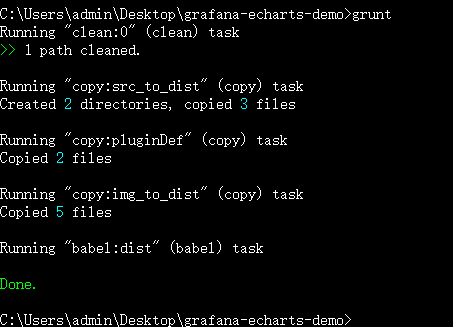 C:\Users\admin\Desktop\grafana-echarts-demo>grunt
Running "clean:0" (clean) task
>> 1 path cleaned.
Running "copy:src_to_dist" (copy) task
Created 2 directories, copied 3 files
Running "copy:pluginDef" (copy) task
Copied 2 files
Running "copy:img_to_dist" (copy) task
Copied 5 files
Running "babel:dist" (babel) task
Done.
C:\Users\admin\Desktop\grafana-echarts-demo>